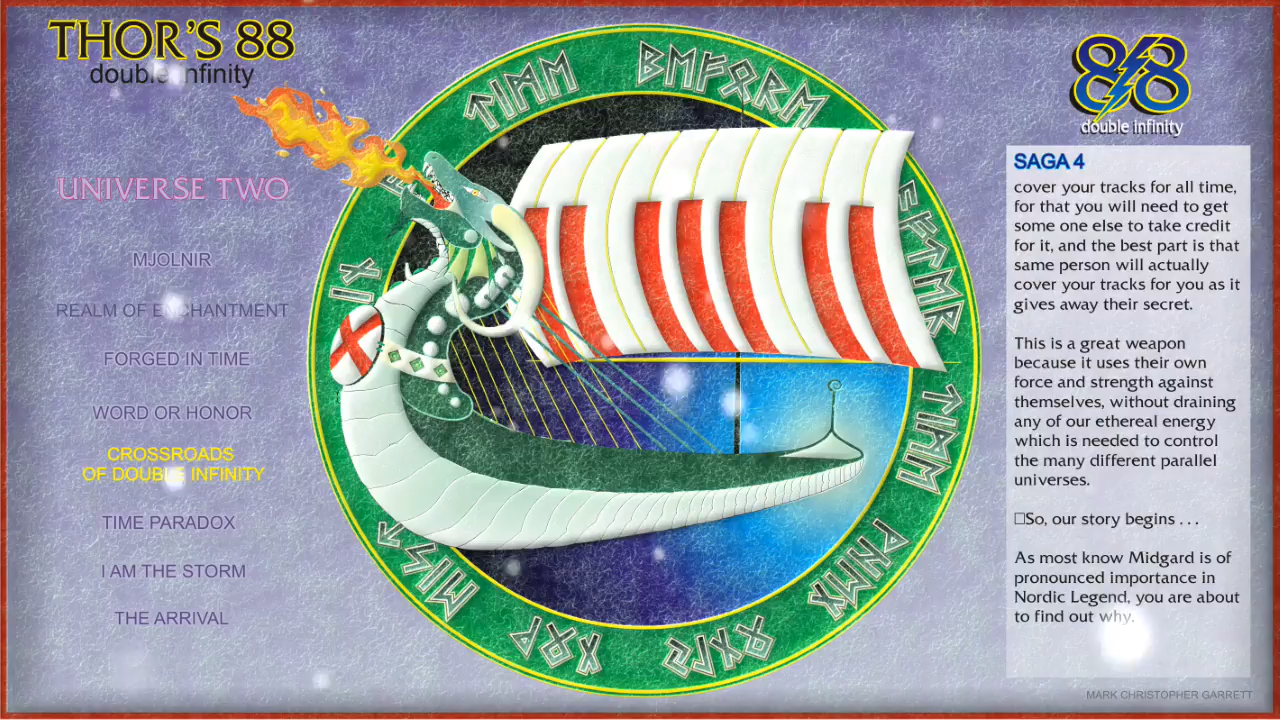 THOR'S 88
double infinity
UNIVERSE TWO
MJOLNIR
REALM OF ENCHANTMENT
FORGED IN TIME
WORD OR HONOR
CROSSROADS
OF DOUBLE INFINITY
TIME PARADOX
I AM THE STORM
THE ARRIVAL
88
double infinity
SAGA 4
cover your tracks for all time,
for that you will need to get
some one else to take credit
for it, and the best part is that
same person will actually
cover your tracks for you as it
gives away their secret.
This is a great weapon
because it uses their own
force and strength against
themselves, without draining
any of our ethereal energy
which is needed to control
the many different parallel
universes.
□So, our story begins . . .
As most know Midgard is of
pronounced importance in
Nordic Legend, you are about
to find out why.
MARK CHRISTOPHER GARRETT